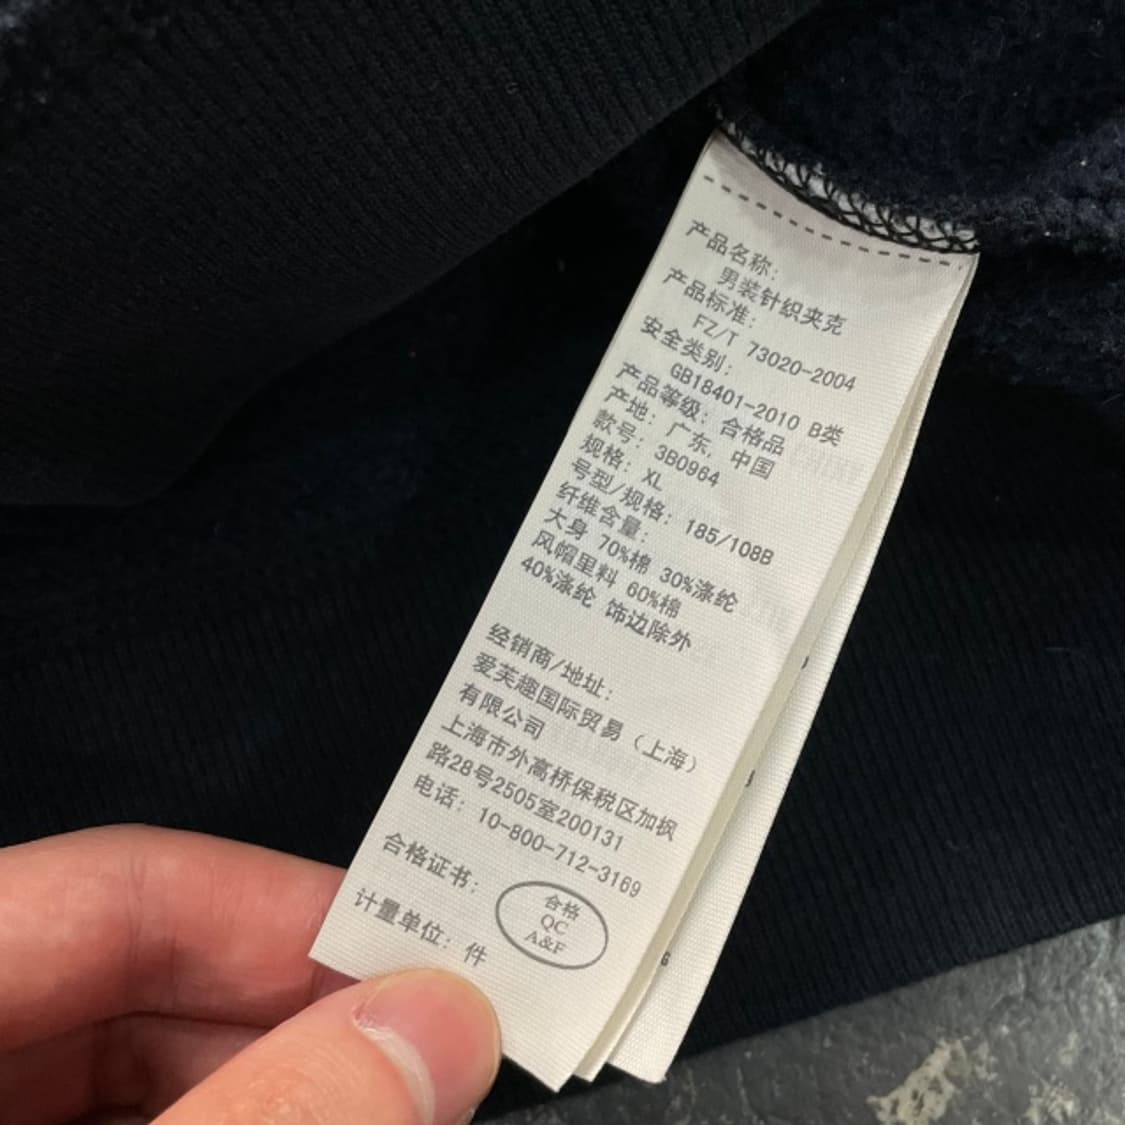 产品名称:
男装针织夹克
产品标准:
FZ/T 73020-2004
安全类别:
GB18401-2010 B类
产品等级: 合格品
产地: 广东, 中国
款号: 3B0964
规格: XL
号型/规格: 185/108B
纤维含量:
大身 70%棉 30%涤纶
风帽里料 60%棉
40%涤纶 饰边除外
经销商/地址:
爱芙趣国际贸易(上海)
有限公司
上海市外高桥保税区加枫
路28号2505室200131
电话: 10-800-712-3169
合格证书:
合格
QC
A&F
计量单位: 件